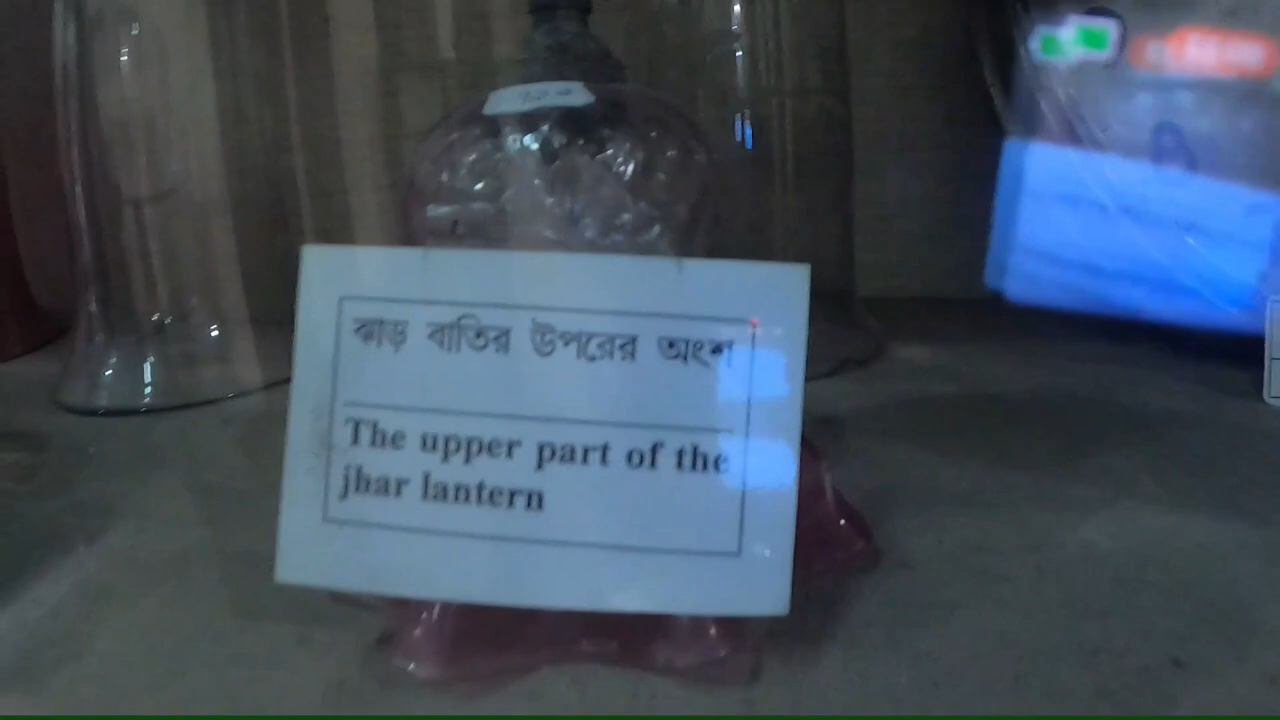 ঝাড় বাতির উপরের অংশ
The upper part of the
jhar lantern